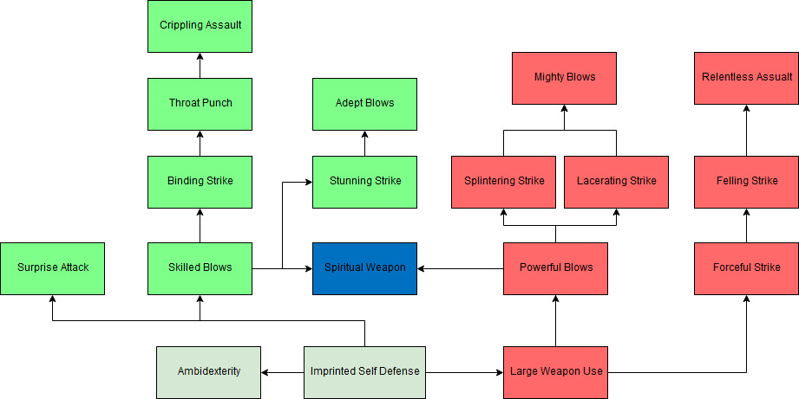 Crippling Assault
Throat Punch
Adept Blows
Mighty Blows
Relentless Assualt
Binding Strike
Stunning Strike
Splintering Strike
Lacerating Strike
Felling Strike
Surprise Attack
Skilled Blows
Spiritual Weapon
Powerful Blows
Forceful Strike
Ambidexterity
Imprinted Self Defense
Large Weapon Use